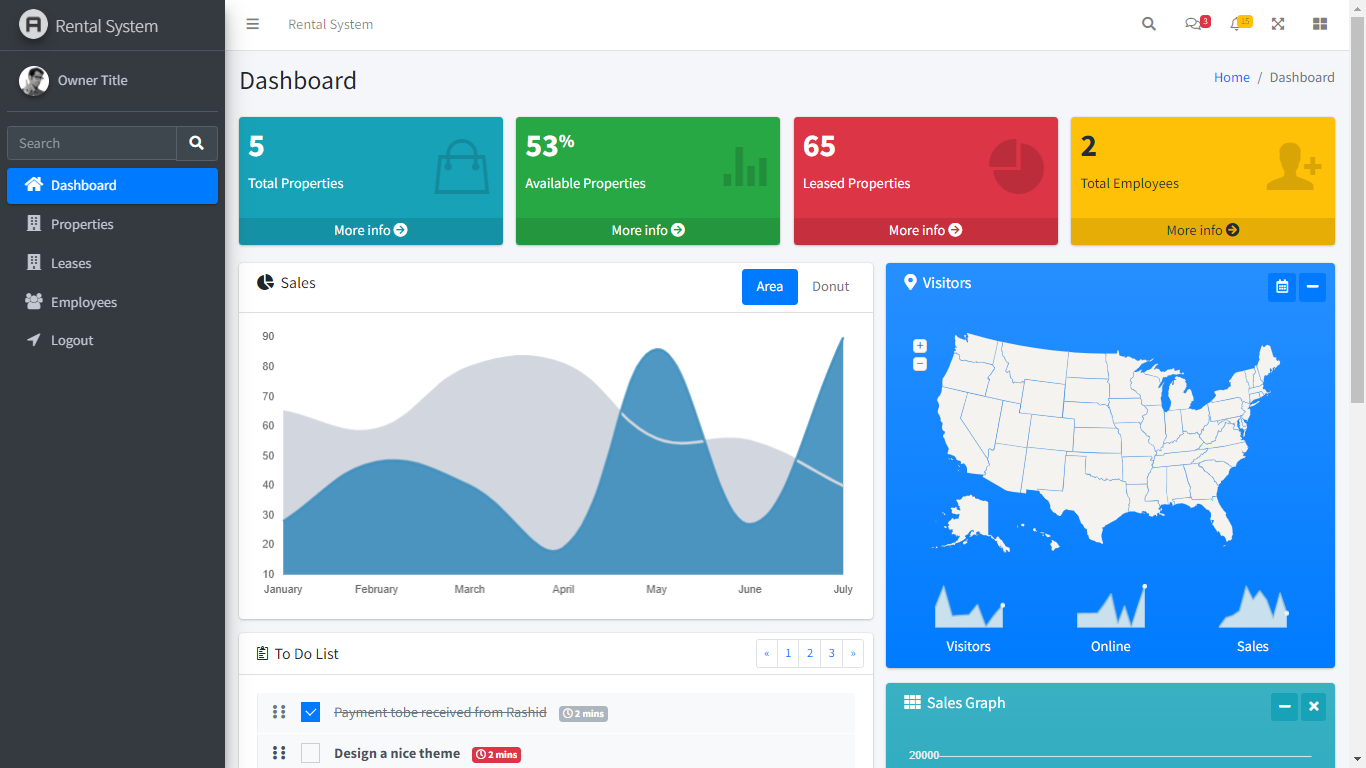 Rental System
Owner Title
Search
Dashboard
Properties
Leases
Employees
Logout
Rental System
3
15
Dashboard
Home / Dashboard
5
Total Properties
More info
53%
Available Properties
More info
65
Leased Properties
More info
2
Total Employees
More info
Sales
Area
Donut
90
80
70
60
50
40
30
20
10
January
February
March
April
May
June
July
Visitors
+
−
Visitors
Online
Sales
To Do List
« 1 2 3 »
Payment tobe received from Rashid 2 mins
Design a nice theme 2 mins
Sales Graph
20000